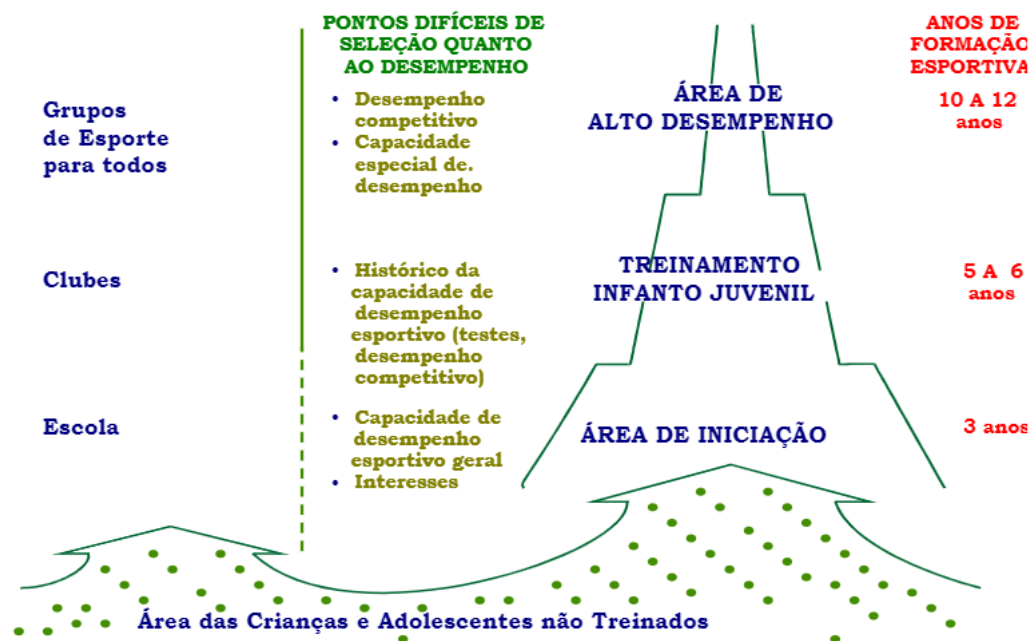 PONTOS DIFÍCEIS DE
SELEÇÃO QUANTO
AO DESEMPENHO
ANOS DE
FORMAÇÃO
ESPORTIVA
Grupos
de Esporte
para todos
• Desempenho
competitivo
• Capacidade
especial de.
desempenho
ÁREA DE
ALTO DESEMPENHO
10 A 12
anos
Clubes
• Histórico da
capacidade de
desempenho
esportivo (testes,
desempenho
competitivo)
TREINAMENTO
INFANTO JUVENIL
5 A 6
anos
Escola
• Capacidade de
desempenho
esportivo geral
• Interesses
ÁREA DE INICIAÇÃO
3 anos
Área das Crianças e Adolescentes não Treinados